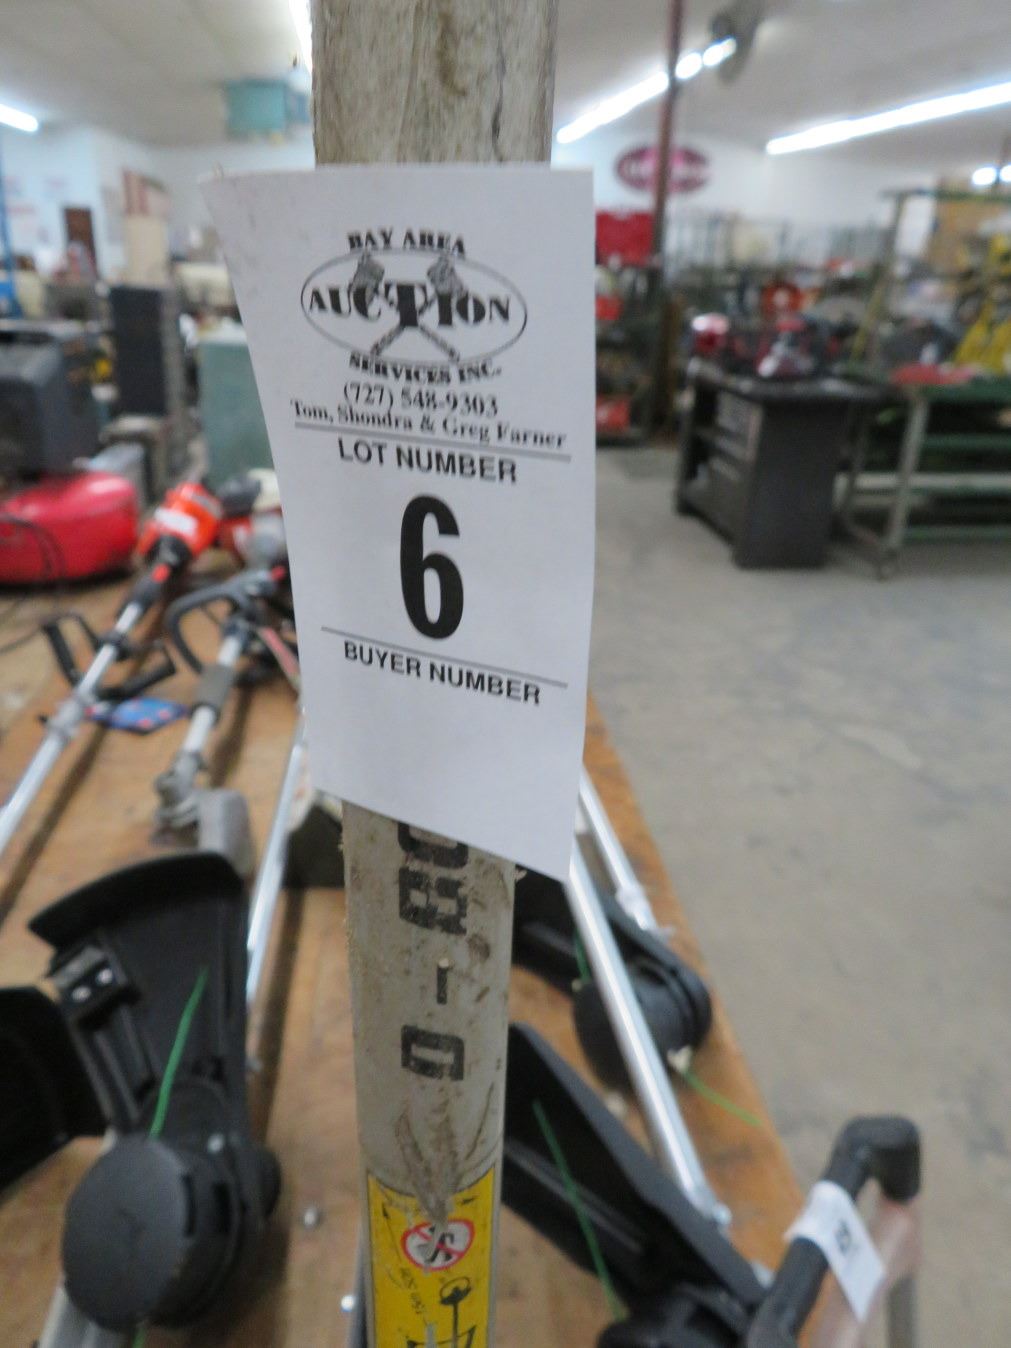 BAY AREA
AUCTION
SERVICES INC.
(727) 548-9303
Tom, Shondra & Greg Farner
LOT NUMBER
6
BUYER NUMBER